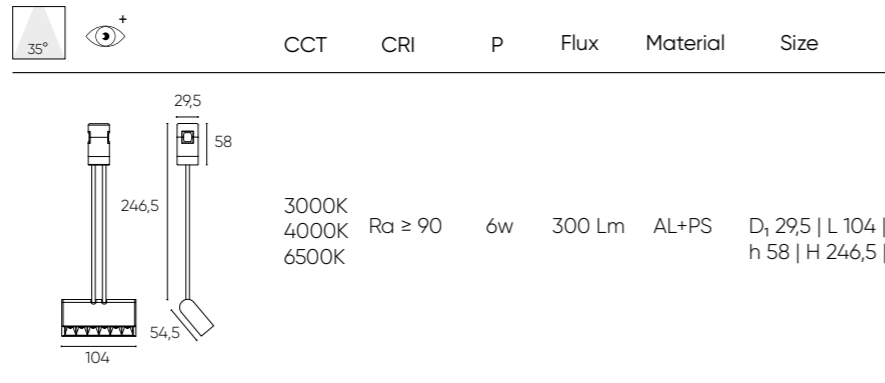 35°
+
CCT CRI P Flux Material Size
29,5
58
246,5
54,5
104
3000K
4000K
6500K
Ra ≥ 90
6w
300 Lm
AL+PS
D₁ 29,5 | L 104 |
h 58 | H 246,5 |